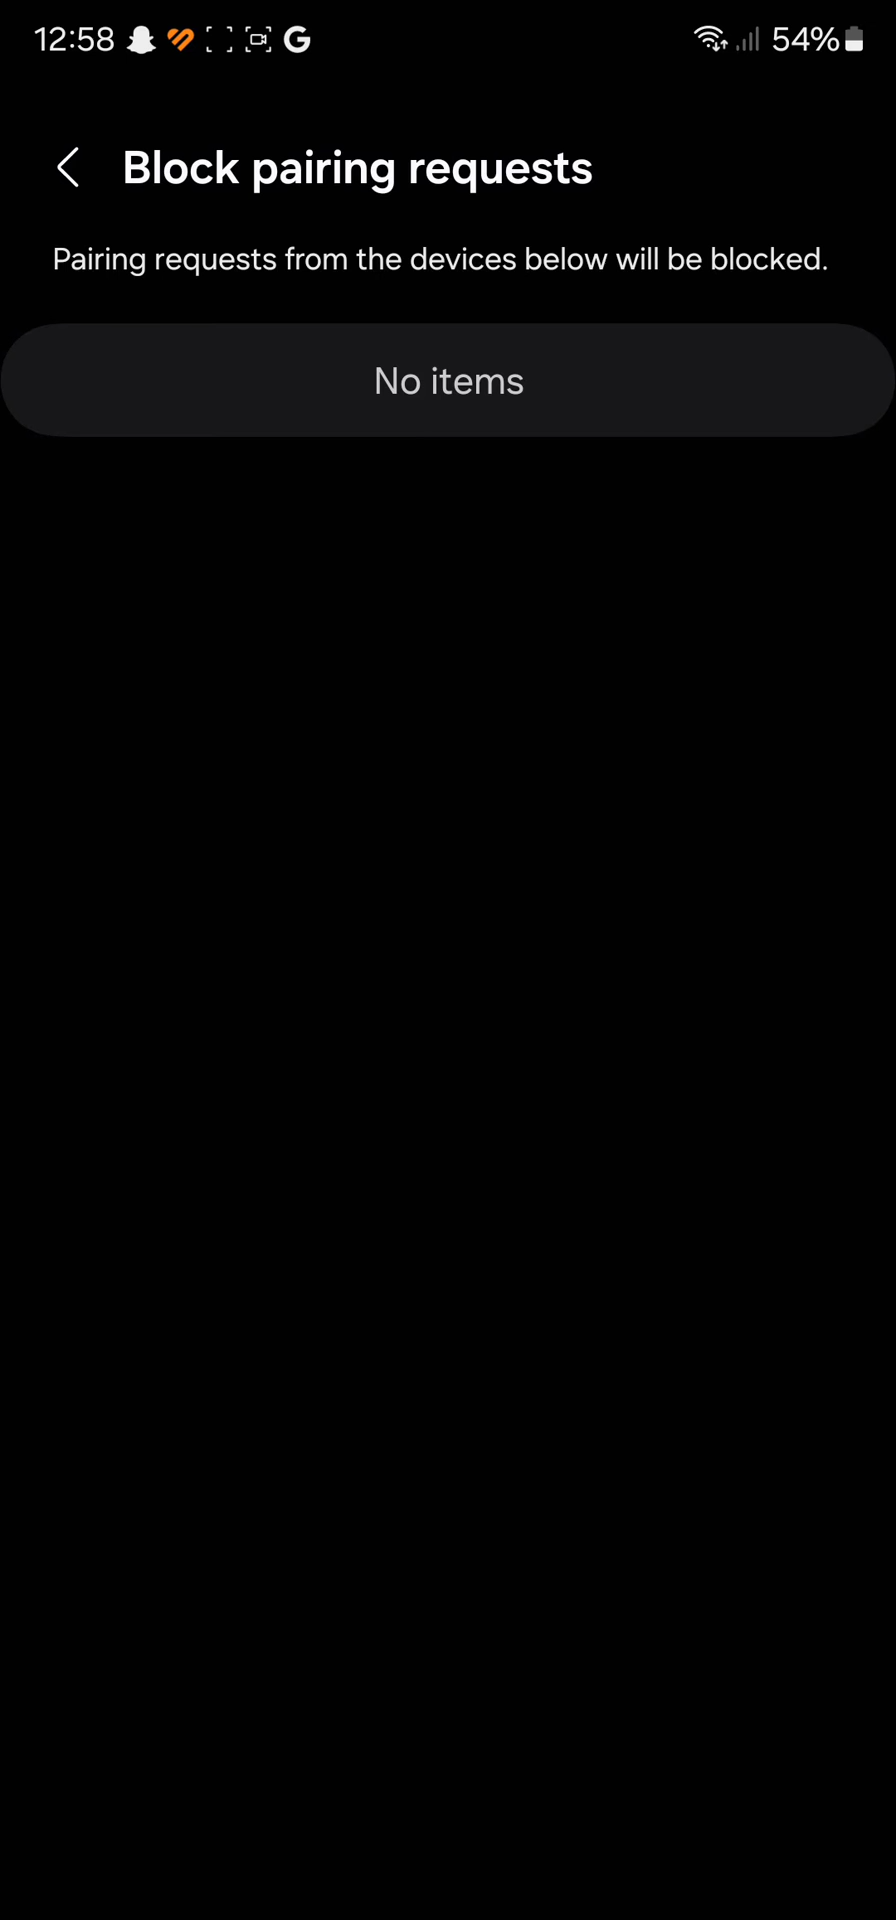 12:58 G 54%
Block pairing requests
Pairing requests from the devices below will be blocked.
No items